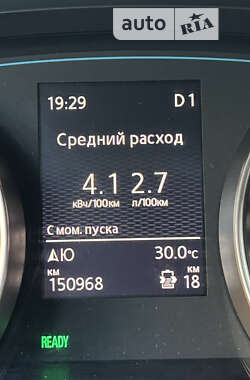 auto RIA
19:29 D1
Средний расход
4.1 2.7
кВч/100км л/100км
С мом. пуска
Ю 30.0°C
км км
150968 18
READY